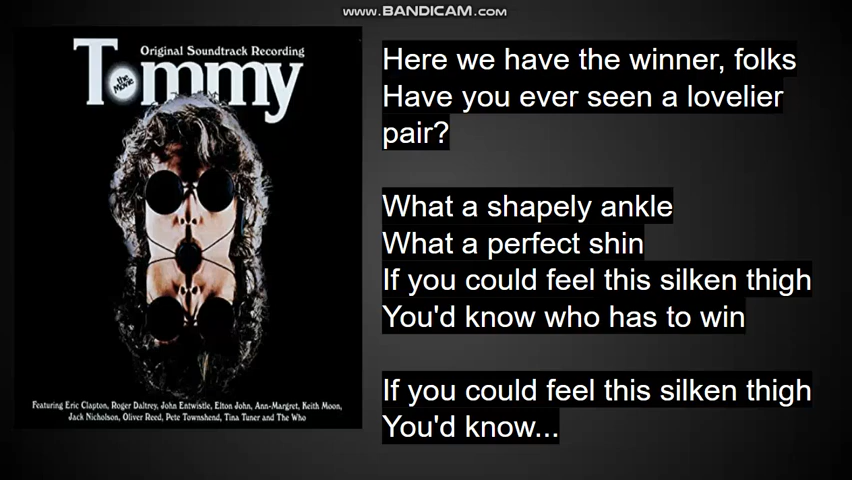 www.BANDICAM.com
Original Soundtrack Recording
Tommy
the Movie
Featuring Eric Clapton, Roger Daltrey, John Entwistle, Elton John, Ann-Margret, Keith Moon,
Jack Nicholson, Oliver Reed, Pete Townshend, Tina Turner and The Who
Here we have the winner, folks
Have you ever seen a lovelier
pair?
What a shapely ankle
What a perfect shin
If you could feel this silken thigh
You'd know who has to win
If you could feel this silken thigh
You'd know...